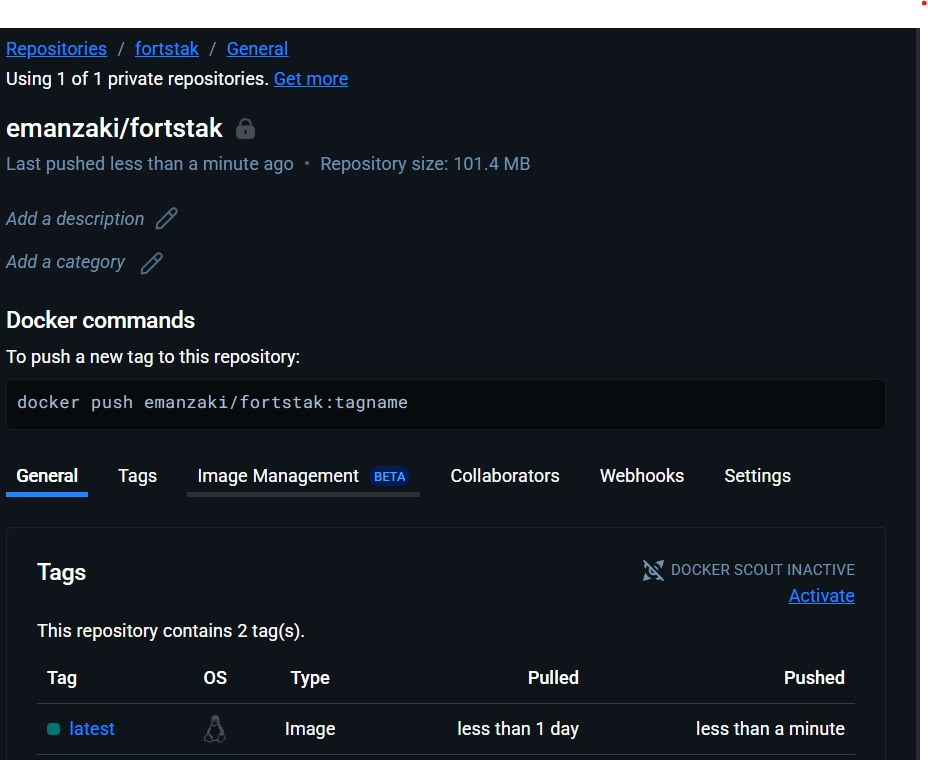 Repositories / fortstak / General
Using 1 of 1 private repositories. Get more
emanzaki/fortstak
Last pushed less than a minute ago • Repository size: 101.4 MB
Add a description
Add a category
Docker commands
To push a new tag to this repository:
docker push emanzaki/fortstak:tagname
General Tags Image Management BETA Collaborators Webhooks Settings
Tags DOCKER SCOUT INACTIVE
Activate
This repository contains 2 tag(s).
Tag OS Type Pulled Pushed
latest Image less than 1 day less than a minute